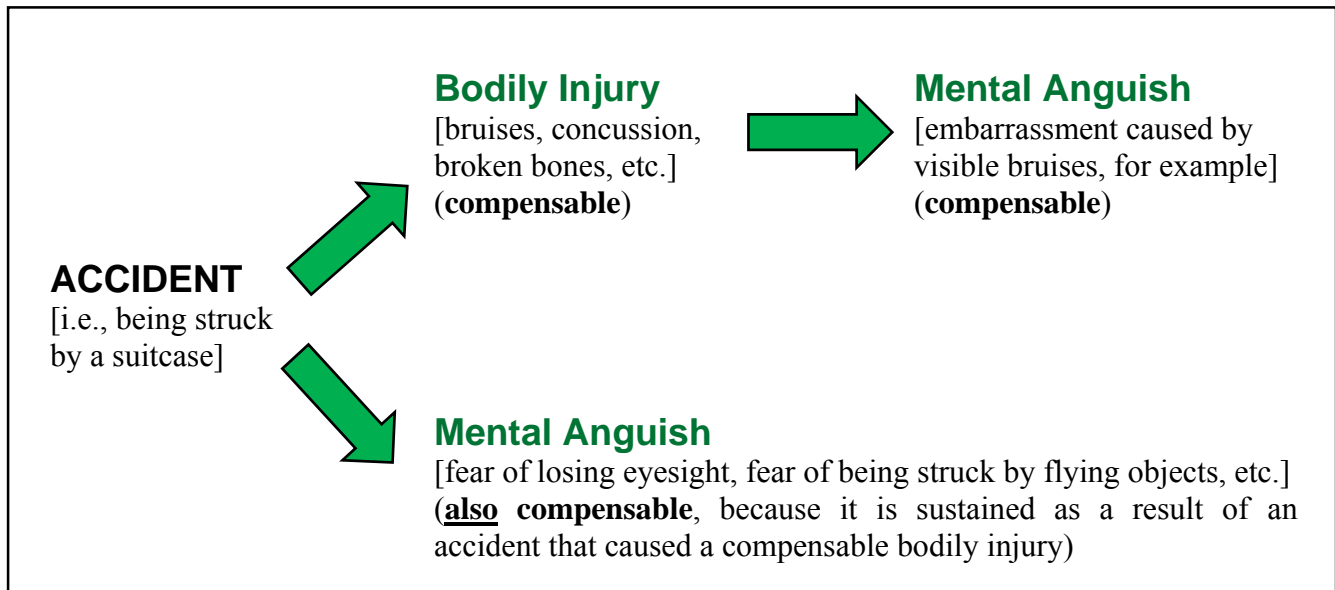 Bodily Injury
[bruises, concussion,
broken bones, etc.]
(compensable)
Mental Anguish
[embarrassment caused by
visible bruises, for example]
(compensable)
ACCIDENT
[i.e., being struck
by a suitcase]
Mental Anguish
[fear of losing eyesight, fear of being struck by flying objects, etc.]
(also compensable, because it is sustained as a result of an
accident that caused a compensable bodily injury)